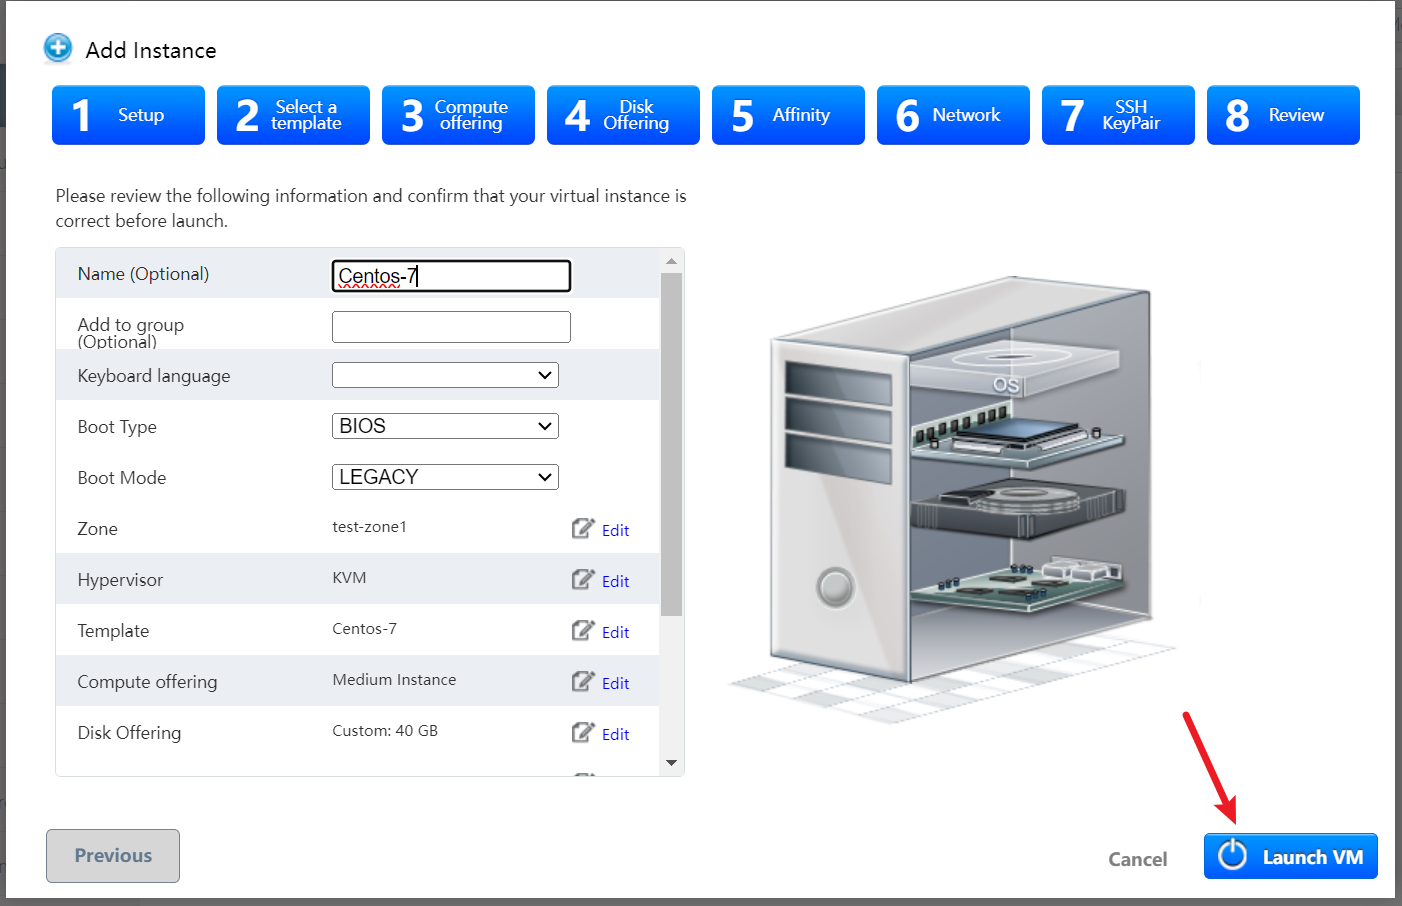 Add Instance
1 Setup
2 Select a template
3 Compute offering
4 Disk Offering
5 Affinity
6 Network
7 SSH KeyPair
8 Review
Please review the following information and confirm that your virtual instance is
correct before launch.
Name (Optional) Centos-7
Add to group
(Optional)
Keyboard language
Boot Type BIOS
Boot Mode LEGACY
Zone test-zone1 Edit
Hypervisor KVM Edit
Template Centos-7 Edit
Compute offering Medium Instance Edit
Disk Offering Custom: 40 GB Edit
OS
Previous
Cancel
Launch VM